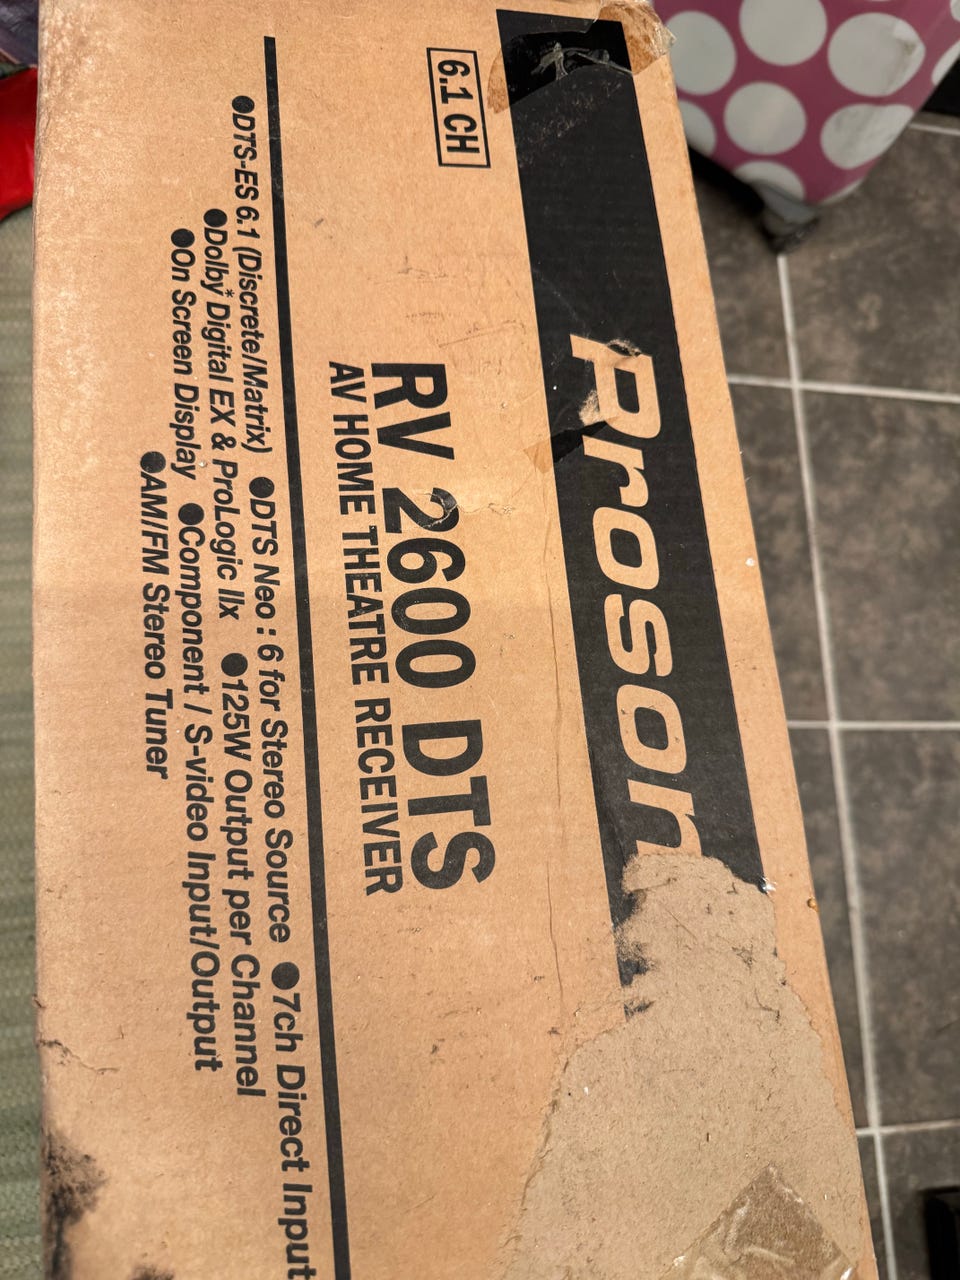 Proson
6.1 CH
RV 2600 DTS
AV HOME THEATRE RECEIVER
●DTS-ES 6.1 (Discrete/Matrix) ●DTS Neo : 6 for Stereo Source ●7ch Direct Input
●Dolby* Digital EX & ProLogic IIx ●125W Output per Channel
●On Screen Display ●Component / S-video Input/Output
●AM/FM Stereo Tuner